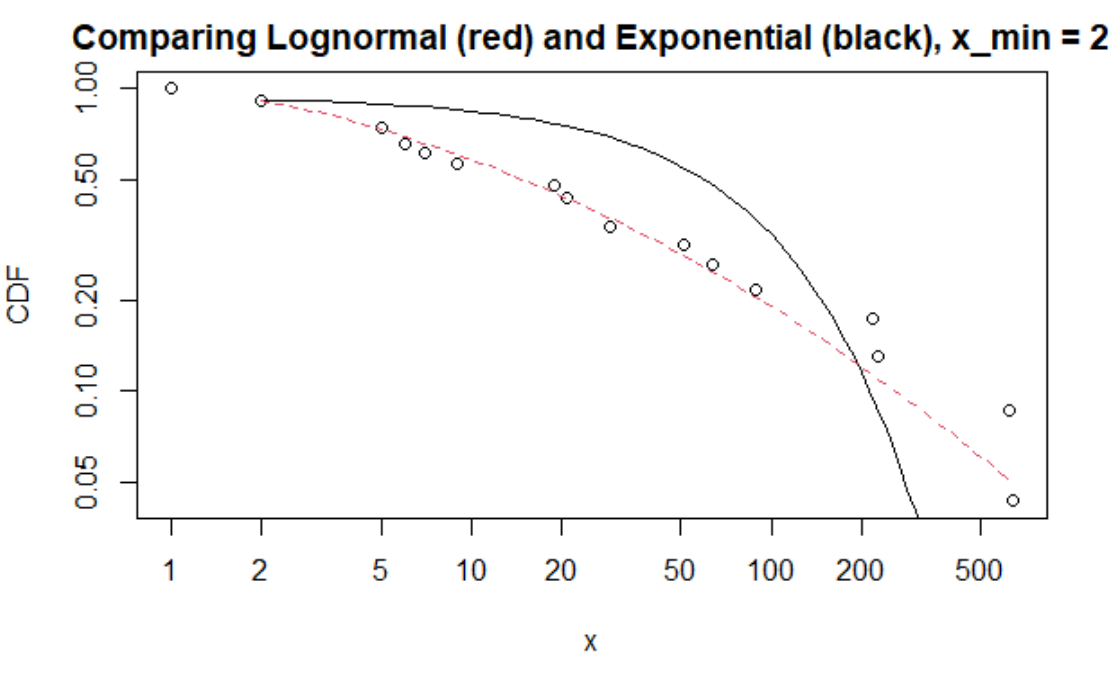 Comparing Lognormal (red) and Exponential (black), x_min = 2
CDF
1.00
0.50
0.20
0.10
0.05
1 2 5 10 20 50 100 200 500
x